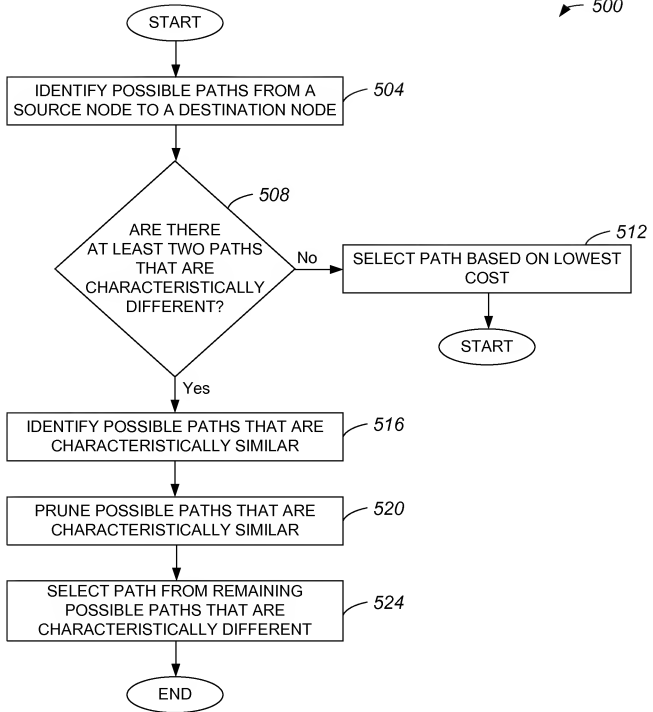 500
START
IDENTIFY POSSIBLE PATHS FROM A
SOURCE NODE TO A DESTINATION NODE
504
508
ARE THERE
AT LEAST TWO PATHS
THAT ARE
CHARACTERISTICALLY
DIFFERENT?
No
512
SELECT PATH BASED ON LOWEST
COST
START
Yes
IDENTIFY POSSIBLE PATHS THAT ARE
CHARACTERISTICALLY SIMILAR
516
PRUNE POSSIBLE PATHS THAT ARE
CHARACTERISTICALLY SIMILAR
520
SELECT PATH FROM REMAINING
POSSIBLE PATHS THAT ARE
CHARACTERISTICALLY DIFFERENT
524
END